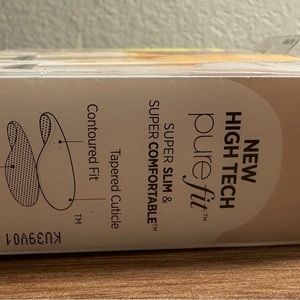 NEW
HIGH TECH
purefit™
SUPER SLIM &
SUPER COMFORTABLE™
Tapered Cuticle
Contoured Fit
TM
KU39V01